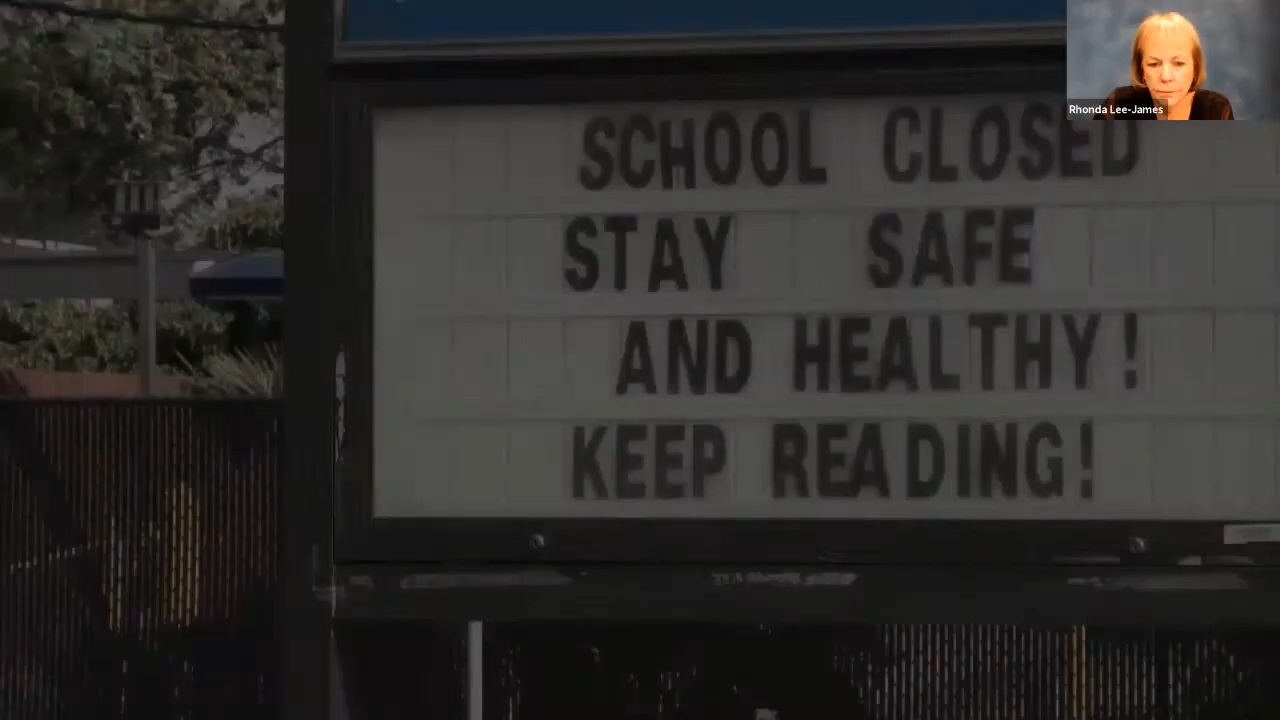 Rhonda Lee-James
SCHOOL CLOSED
STAY SAFE
AND HEALTHY!
KEEP READING!